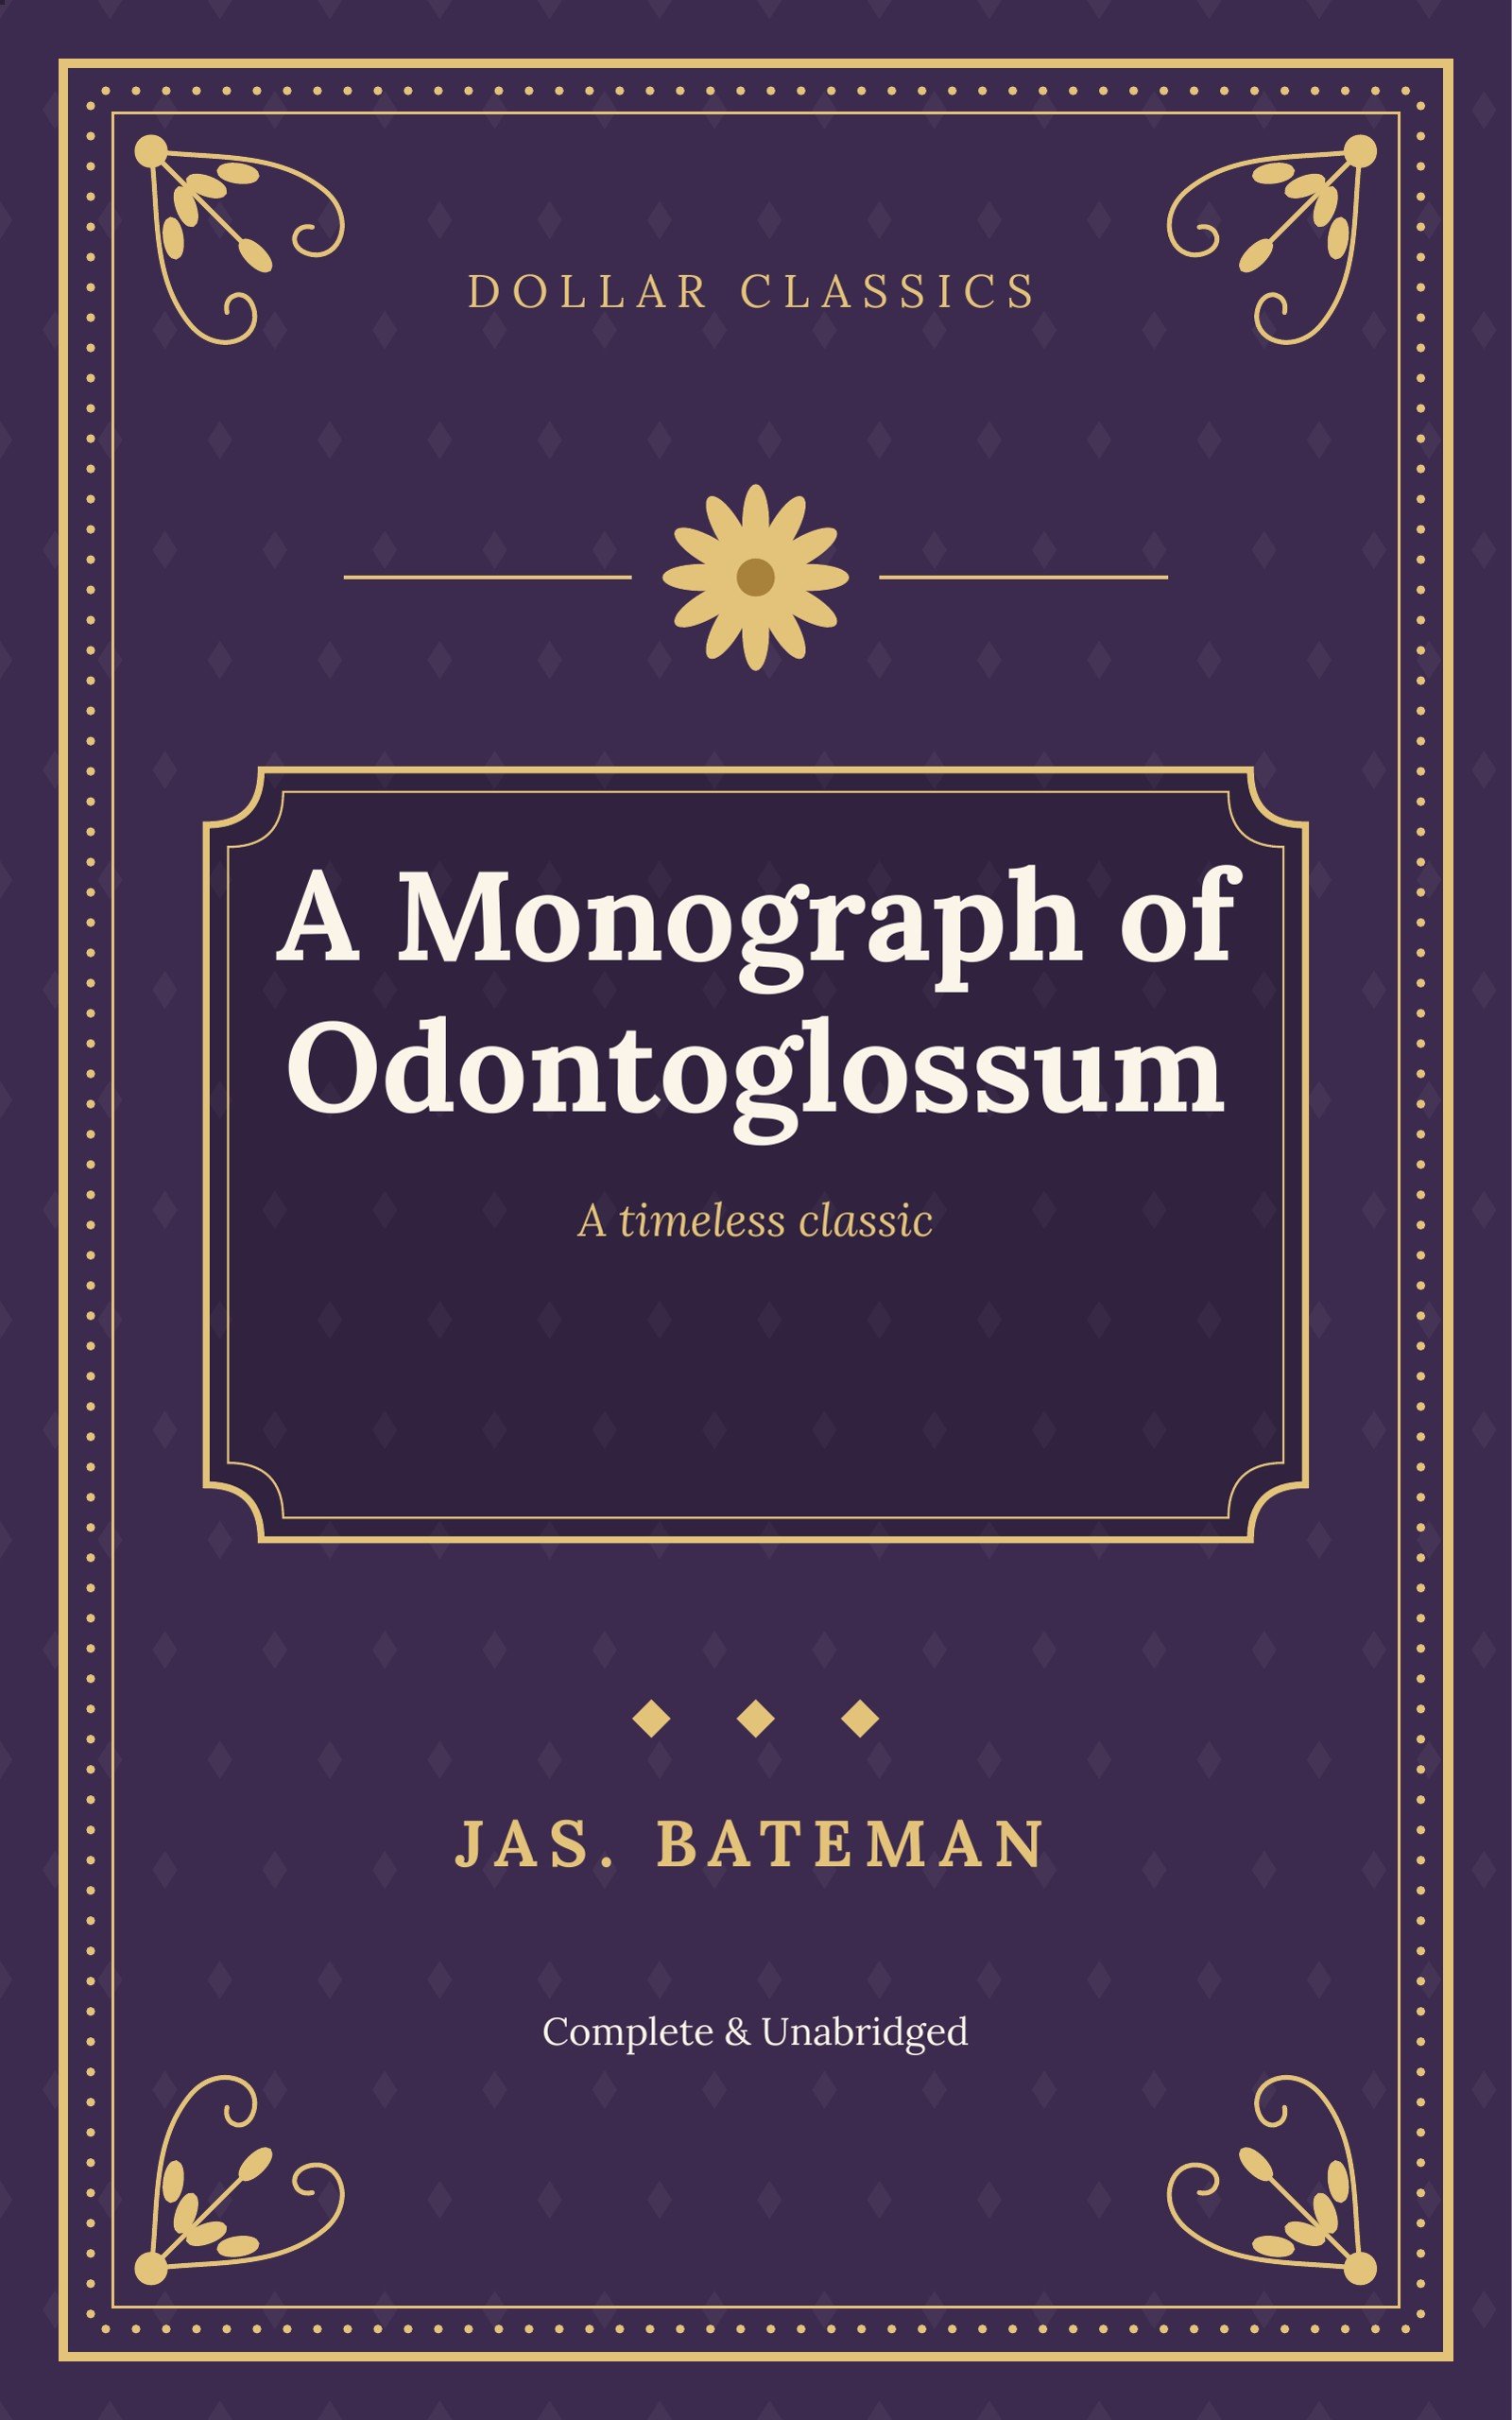 DOLLAR CLASSICS
A Monograph of
Odontoglossum
A timeless classic
JAS. BATEMAN
Complete & Unabridged